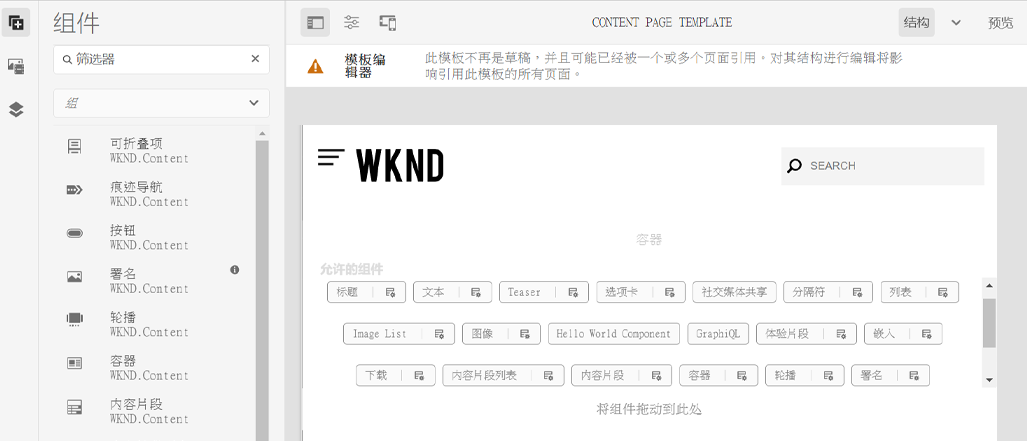 组件
筛选器
组
可折叠项
WKND.Content
痕迹导航
WKND.Content
按钮
WKND.Content
署名
WKND.Content
轮播
WKND.Content
容器
WKND.Content
内容片段
WKND.Content
CONTENT PAGE TEMPLATE
结构
预览
模板编
辑器
此模板不再是草稿，并且可能已经被一个或多个页面引用。对其结构进行编辑将影
响引用此模板的所有页面。
WKND
SEARCH
容器
允许的组件
标题 文本 Teaser 选项卡 社交媒体共享 分隔符 列表
Image List 图像 Hello World Component GraphiQL 体验片段 嵌入
下载 内容片段列表 内容片段 容器 轮播 署名
将组件拖动到此处